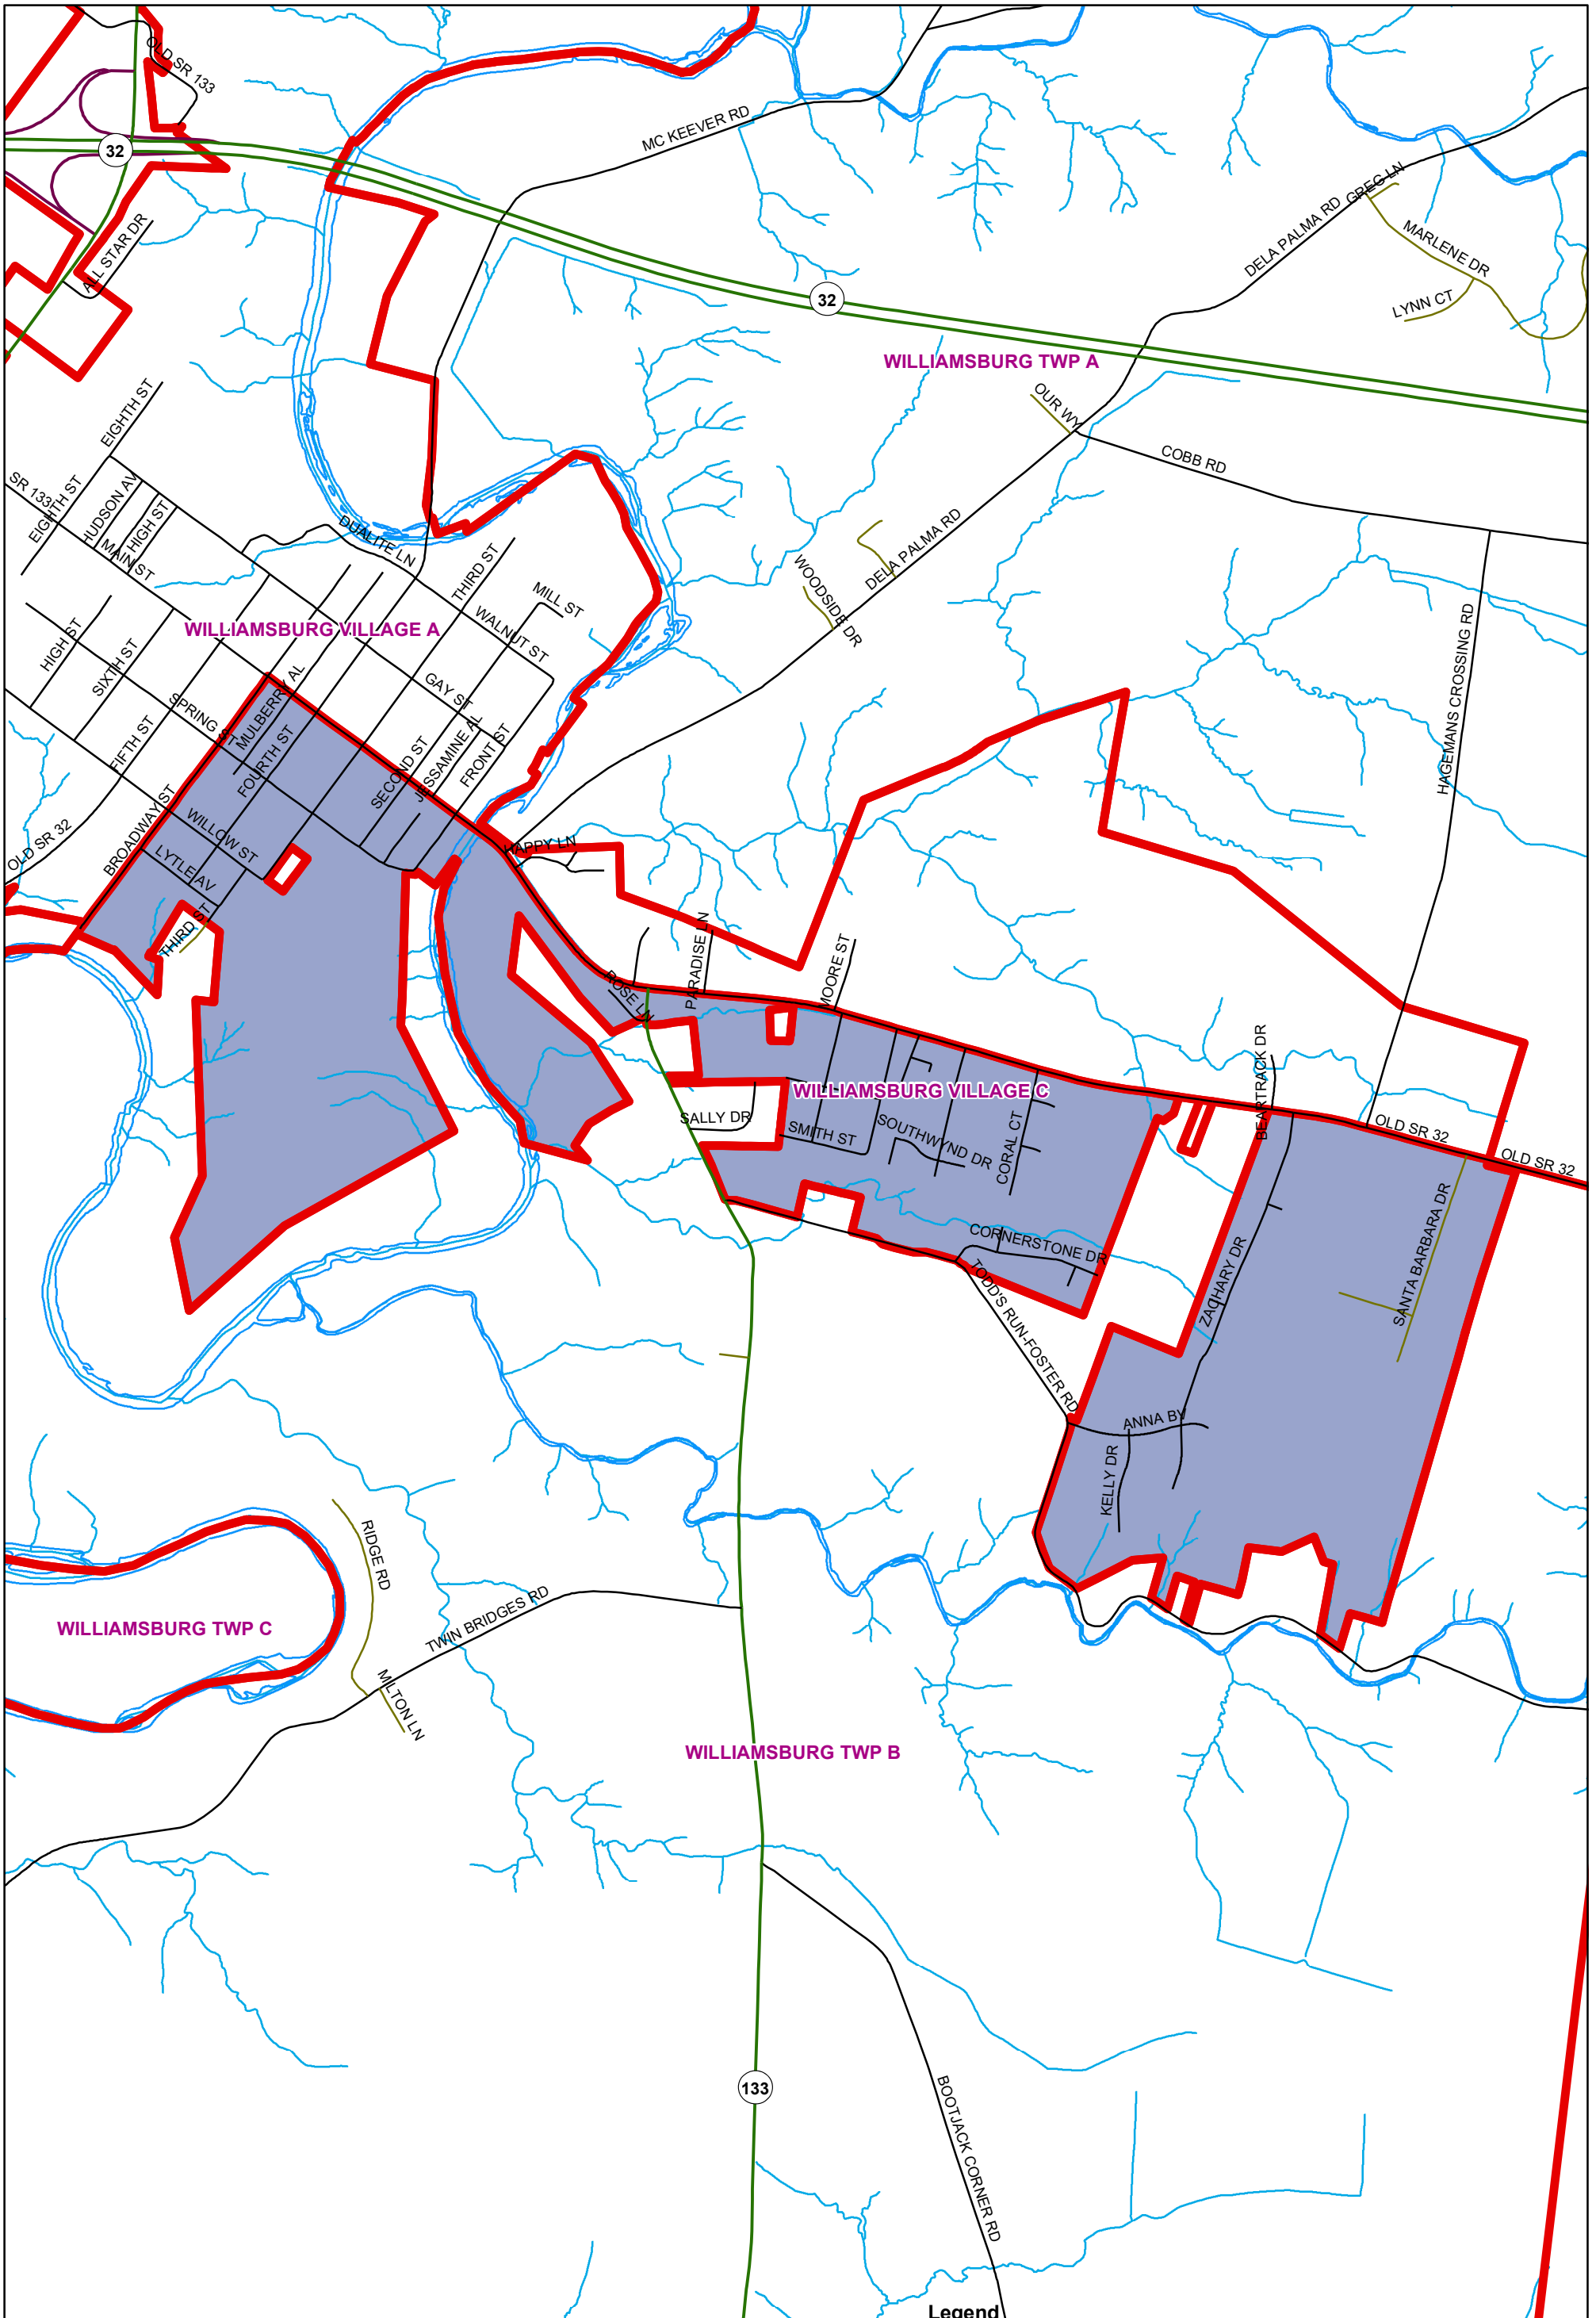 OLD SR 133
32
MC KEEVER RD
DELA PALMA RD
GREG LN
MARLENE DR
LYNN CT
ALL STAR DR
32
WILLIAMSBURG TWP A
OUR WY
COBB RD
EIGHTH ST
SR 133
EIGHTH ST
HUDSON AV
HIGH ST
MAIN ST
DUALITE LN
THIRD ST
MILL ST
WALNUT ST
DELA PALMA RD
WOODSIDE DR
HAGEMANS CROSSING RD
WILLIAMSBURG VILLAGE A
HIGH ST
SIXTH ST
SPRING ST
MULBERRY AL
GAY ST
FIFTH ST
FOURTH ST
SECOND ST
JESSAMINE AL
FRONT ST
OLD SR 32
BROADWAY ST
WILLOW ST
LYTLE AV
HAPPY LN
THIRD ST
ROSE LN
PARADISE LN
MOORE ST
BEARTRACK DR
WILLIAMSBURG VILLAGE C
SALLY DR
SMITH ST
SOUTHWYND DR
CORAL CT
OLD SR 32
OLD SR 32
CORNERSTONE DR
TODD'S RUN-FOSTER RD
ZACHARY DR
SANTA BARBARA DR
ANNA BV
KELLY DR
RIDGE RD
TWIN BRIDGES RD
WILLIAMSBURG TWP C
MILTON LN
WILLIAMSBURG TWP B
133
BOOTJACK CORNER RD
Legend